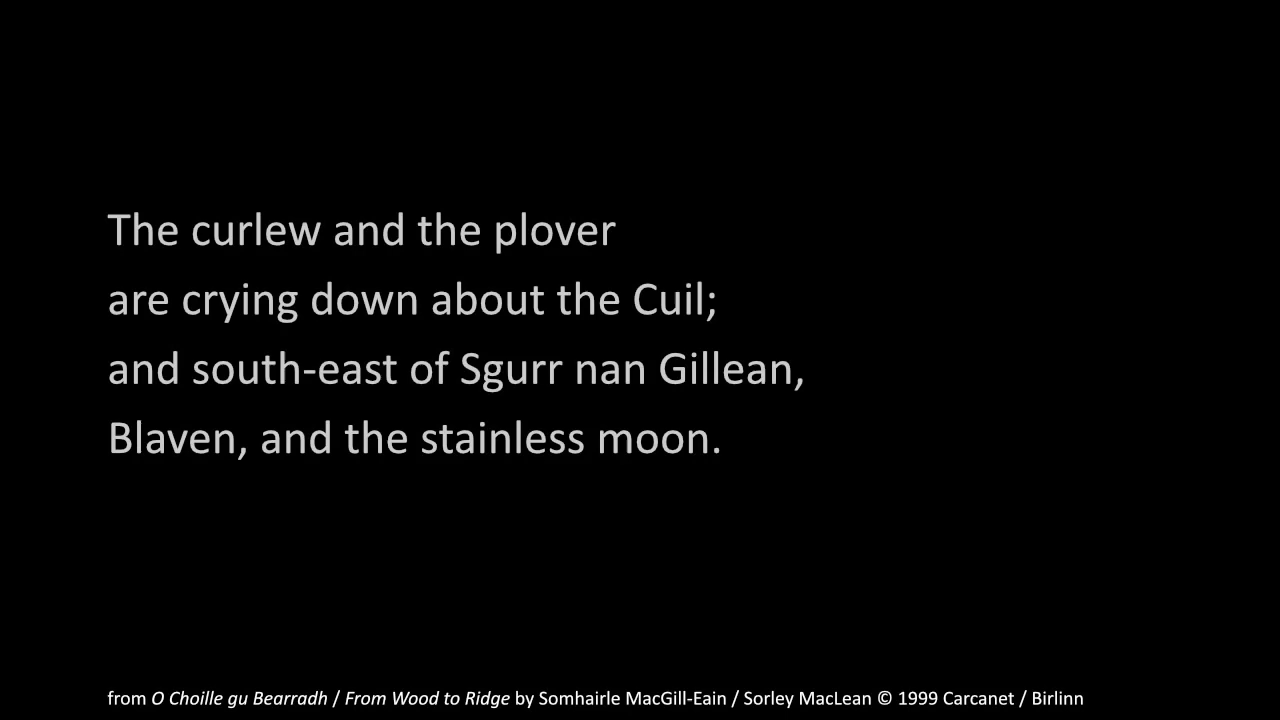 The curlew and the plover
are crying down about the Cuil;
and south-east of Sgurr nan Gillean,
Blaven, and the stainless moon.
from O Choille gu Bearradh / From Wood to Ridge by Somhairle MacGill-Eain / Sorley MacLean © 1999 Carcanet / Birlinn